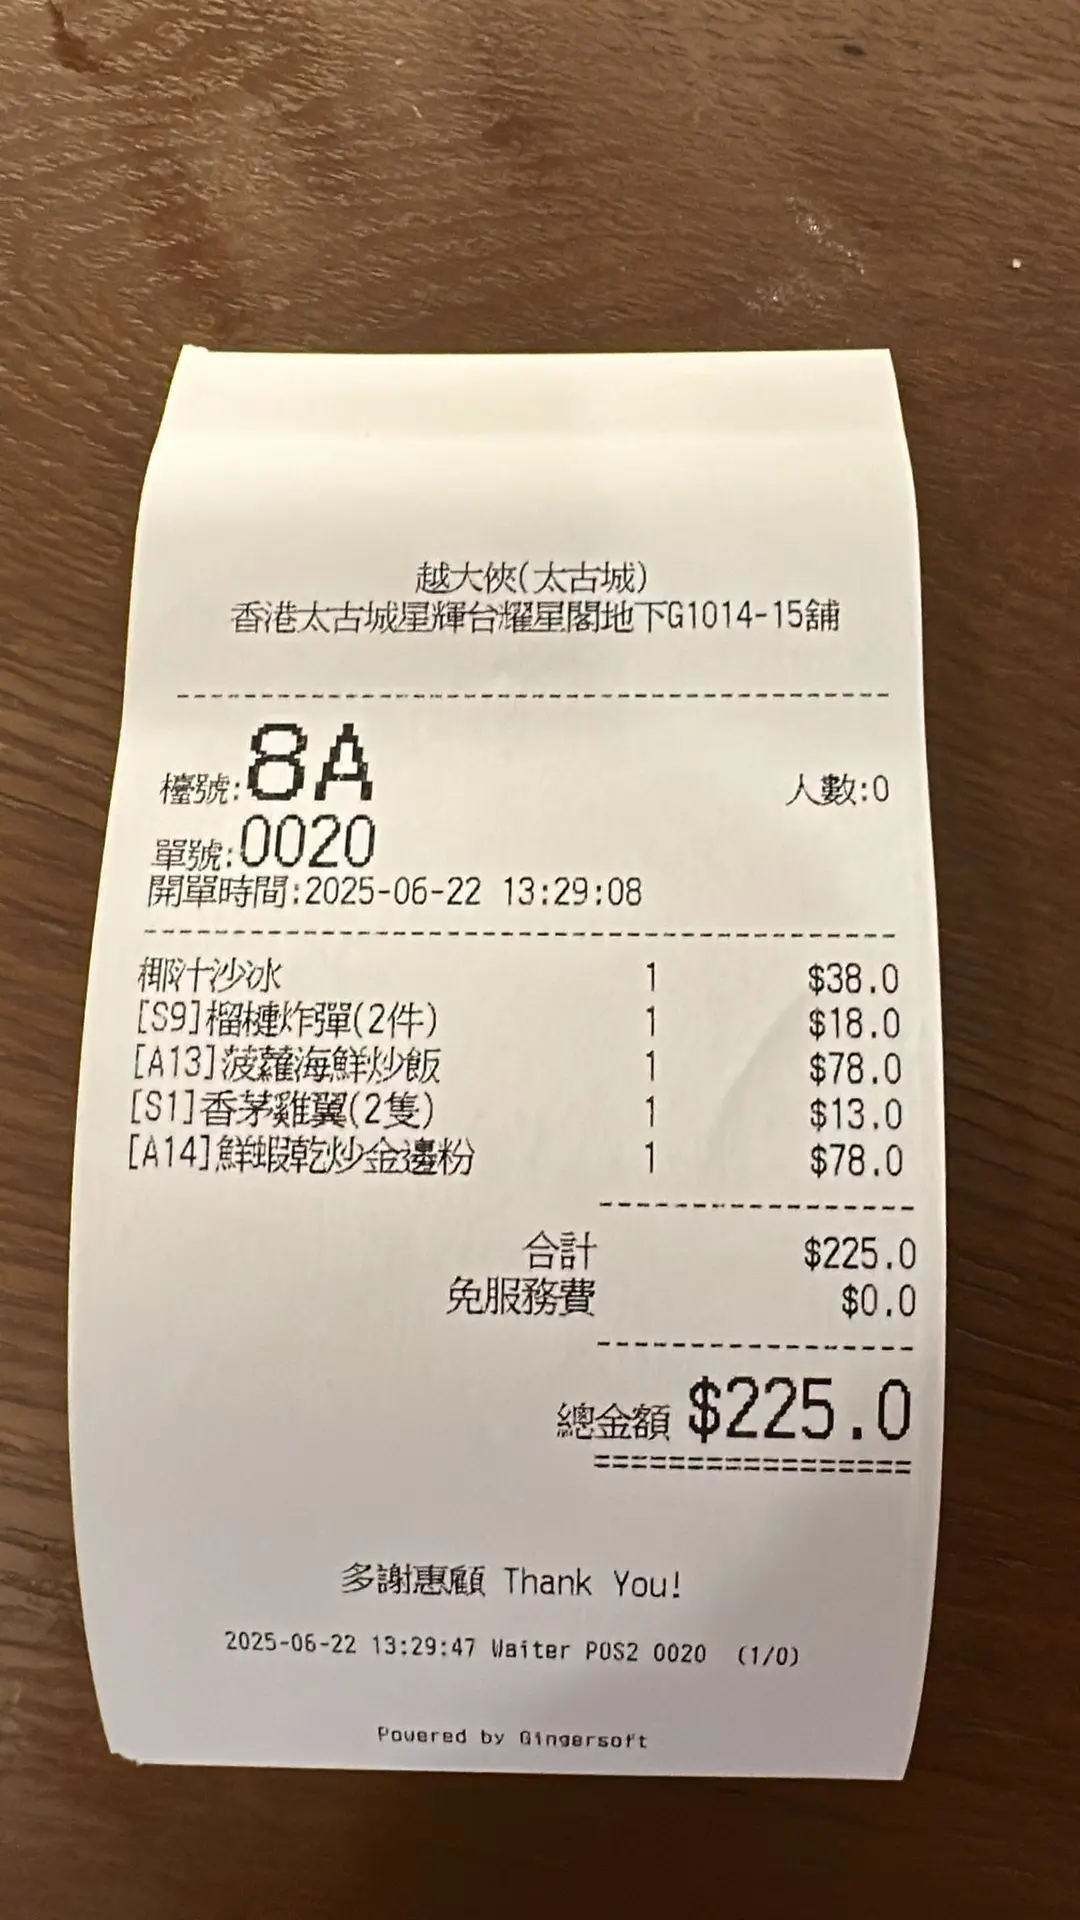 越大俠(太古城)
香港太古城星輝台耀星閣地下G1014-15舖
檯號:8A 人數:0
單號:0020
開單時間:2025-06-22 13:29:08
椰汁沙冰 1 $38.0
[S9]榴槤炸彈(2件) 1 $18.0
[A13]菠蘿海鮮炒飯 1 $78.0
[S1]香茅雞翼(2隻) 1 $13.0
[A14]鮮蝦乾炒金邊粉 1 $78.0
合計 $225.0
免服務費 $0.0
總金額 $225.0
多謝惠顧 Thank You!
2025-06-22 13:29:47 Waiter POS2 0020 (1/0)
Powered by Gingersoft